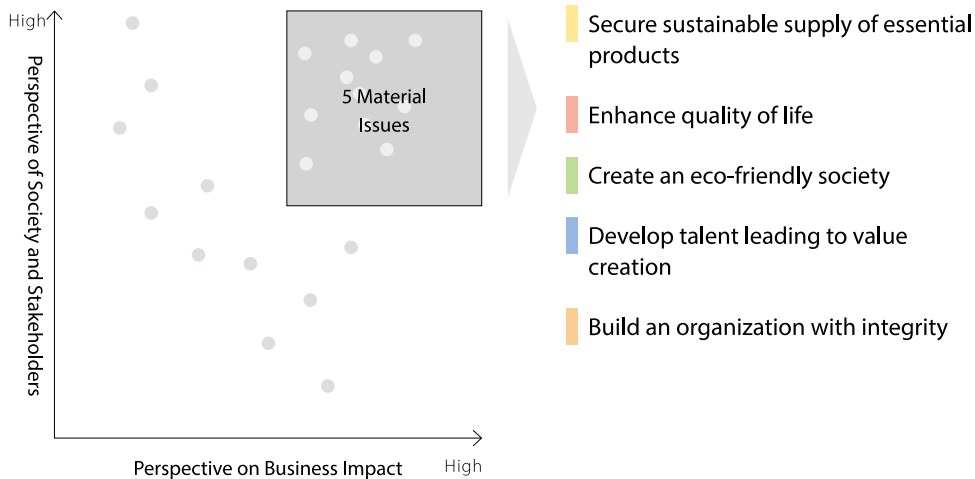 High
Perspective of Society and Stakeholders
5 Material
Issues
Perspective on Business Impact
High
Secure sustainable supply of essential
products
Enhance quality of life
Create an eco-friendly society
Develop talent leading to value
creation
Build an organization with integrity